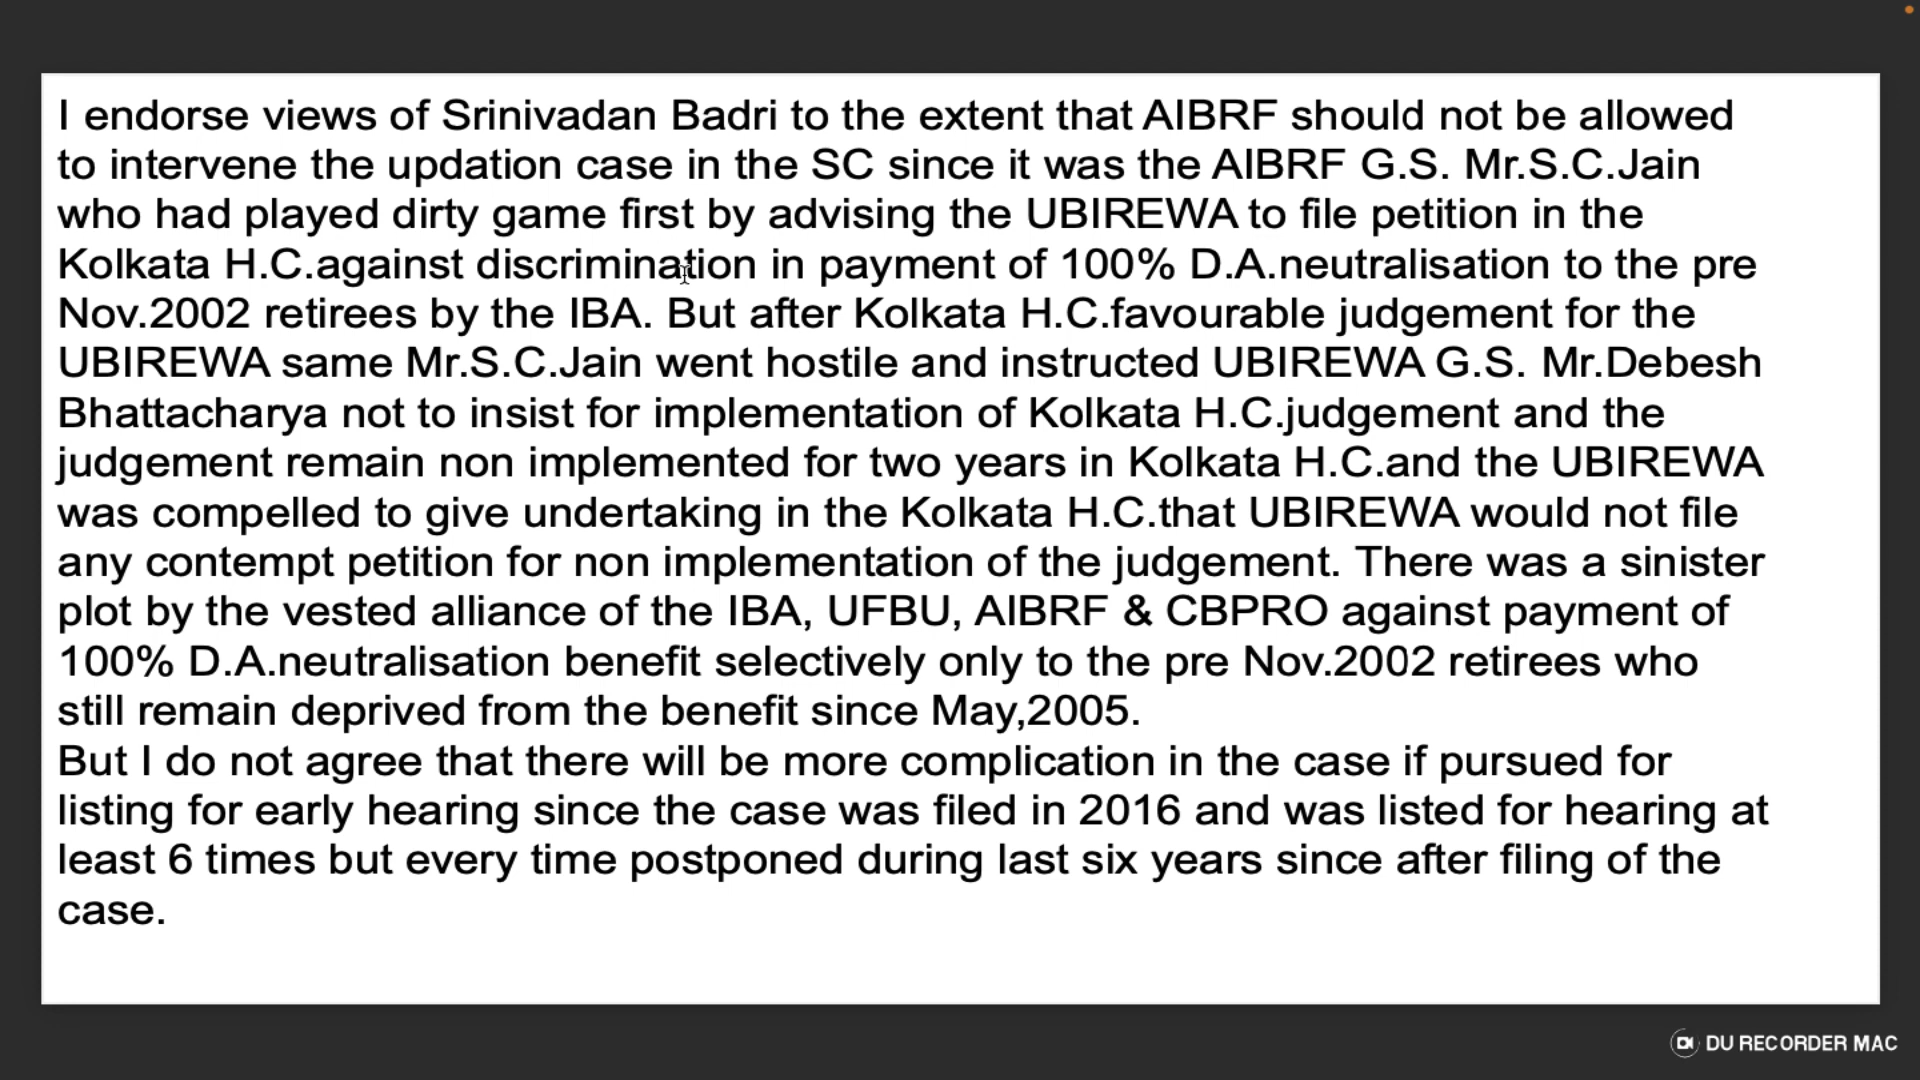 I endorse views of Srinivadan Badri to the extent that AIBRF should not be allowed
to intervene the updation case in the SC since it was the AIBRF G.S. Mr.S.C.Jain
who had played dirty game first by advising the UBIREWA to file petition in the
Kolkata H.C.against discrimination in payment of 100% D.A.neutralisation to the pre
Nov.2002 retirees by the IBA. But after Kolkata H.C.favourable judgement for the
UBIREWA same Mr.S.C.Jain went hostile and instructed UBIREWA G.S. Mr.Debesh
Bhattacharya not to insist for implementation of Kolkata H.C.judgement and the
judgement remain non implemented for two years in Kolkata H.C.and the UBIREWA
was compelled to give undertaking in the Kolkata H.C.that UBIREWA would not file
any contempt petition for non implementation of the judgement. There was a sinister
plot by the vested alliance of the IBA, UFBU, AIBRF & CBPRO against payment of
100% D.A.neutralisation benefit selectively only to the pre Nov.2002 retirees who
still remain deprived from the benefit since May,2005.
But I do not agree that there will be more complication in the case if pursued for
listing for early hearing since the case was filed in 2016 and was listed for hearing at
least 6 times but every time postponed during last six years since after filing of the
case.
DU RECORDER MAC